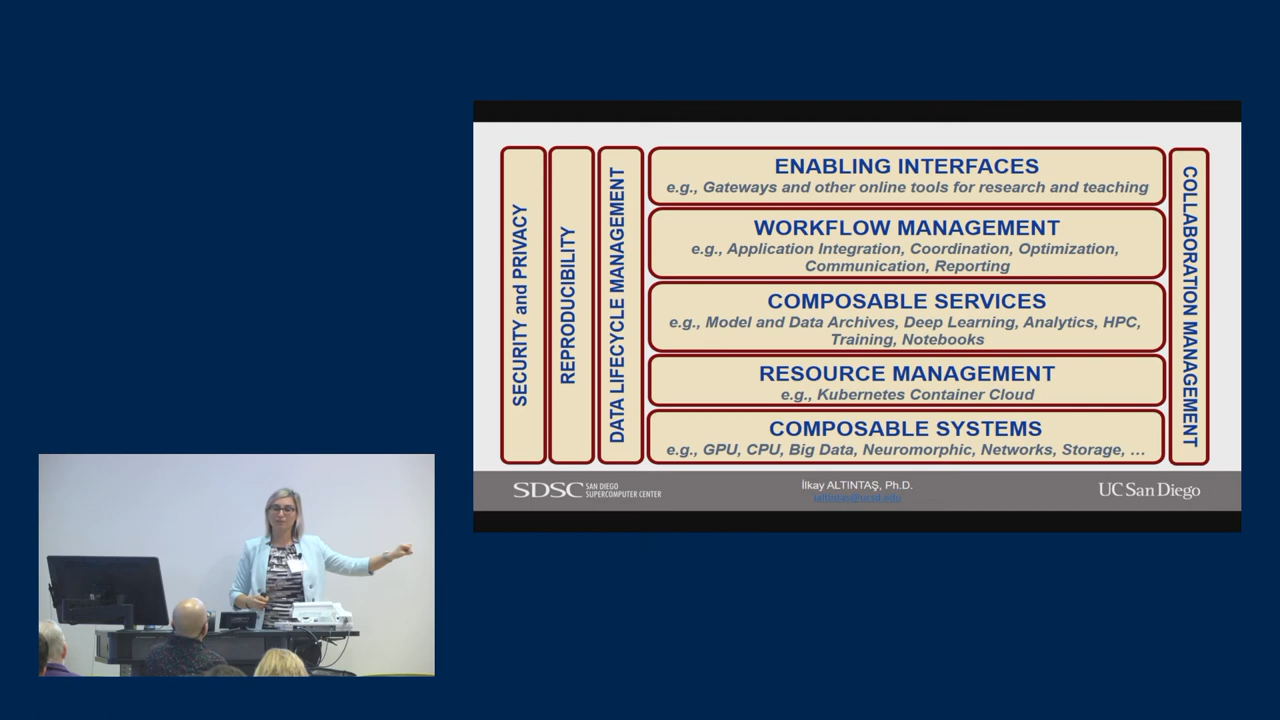 SECURITY and PRIVACY
REPRODUCIBILITY
DATA LIFECYCLE MANAGEMENT
ENABLING INTERFACES
e.g., Gateways and other online tools for research and teaching
WORKFLOW MANAGEMENT
e.g., Application Integration, Coordination, Optimization,
Communication, Reporting
COMPOSABLE SERVICES
e.g., Model and Data Archives, Deep Learning, Analytics, HPC,
Training, Notebooks
RESOURCE MANAGEMENT
e.g., Kubernetes Container Cloud
COMPOSABLE SYSTEMS
e.g., GPU, CPU, Big Data, Neuromorphic, Networks, Storage, …
COLLABORATION MANAGEMENT
SDSC SAN DIEGO
SUPERCOMPUTER CENTER
İlkay ALTINTAŞ, Ph.D.
ialtintas@ucsd.edu
UC San Diego